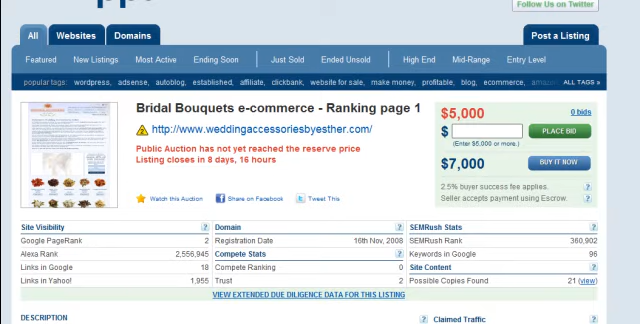 Follow Us on Twitter
All Websites Domains Post a Listing
Featured New Listings Most Active Ending Soon Just Sold Ended Unsold High End Mid-Range Entry Level
popular tags: wordpress, adsense, autoblog, established, affiliate, clickbank, website for sale, make money, profitable, blog, ecommerce, ALL TAGS »
Bridal Bouquets e-commerce - Ranking page 1
http://www.weddingaccessoriesbyesther.com/
Public Auction has not yet reached the reserve price
Listing closes in 8 days, 16 hours
Watch this Auction Share on Facebook Tweet This
$5,000 0 bids
$ PLACE BID
(Enter $5,000 or more.)
$7,000 BUY IT NOW
2.5% buyer success fee applies. ?
Seller accepts payment using Escrow. ?
Site Visibility ? Domain ? SEMRush Stats ?
Google PageRank 2 Registration Date 16th Nov, 2008 SEMRush Rank 360,902
Alexa Rank 2,556,945 Compete Stats ? Keywords in Google 96
Links in Google 18 Compete Ranking 0 Site Content ?
Links in Yahoo! 1,955 Trust 2 Possible Copies Found 21 (view)
VIEW EXTENDED DUE DILIGENCE DATA FOR THIS LISTING
DESCRIPTION ? Claimed Traffic ?